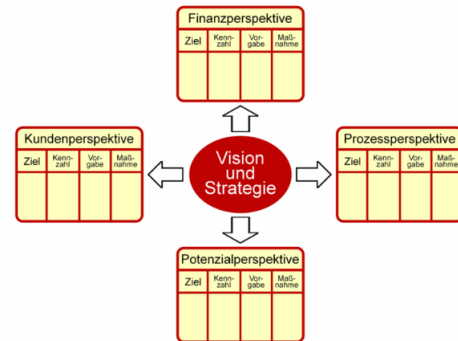 Finanzperspektive
Ziel Kenn-zahl Vor-gabe Maß-nahme
Kundenperspektive
Ziel Kenn-zahl Vor-gabe Maß-nahme
Vision
und
Strategie
Prozessperspektive
Ziel Kenn-zahl Vor-gabe Maß-nahme
Potenzialperspektive
Ziel Kenn-zahl Vor-gabe Maß-nahme